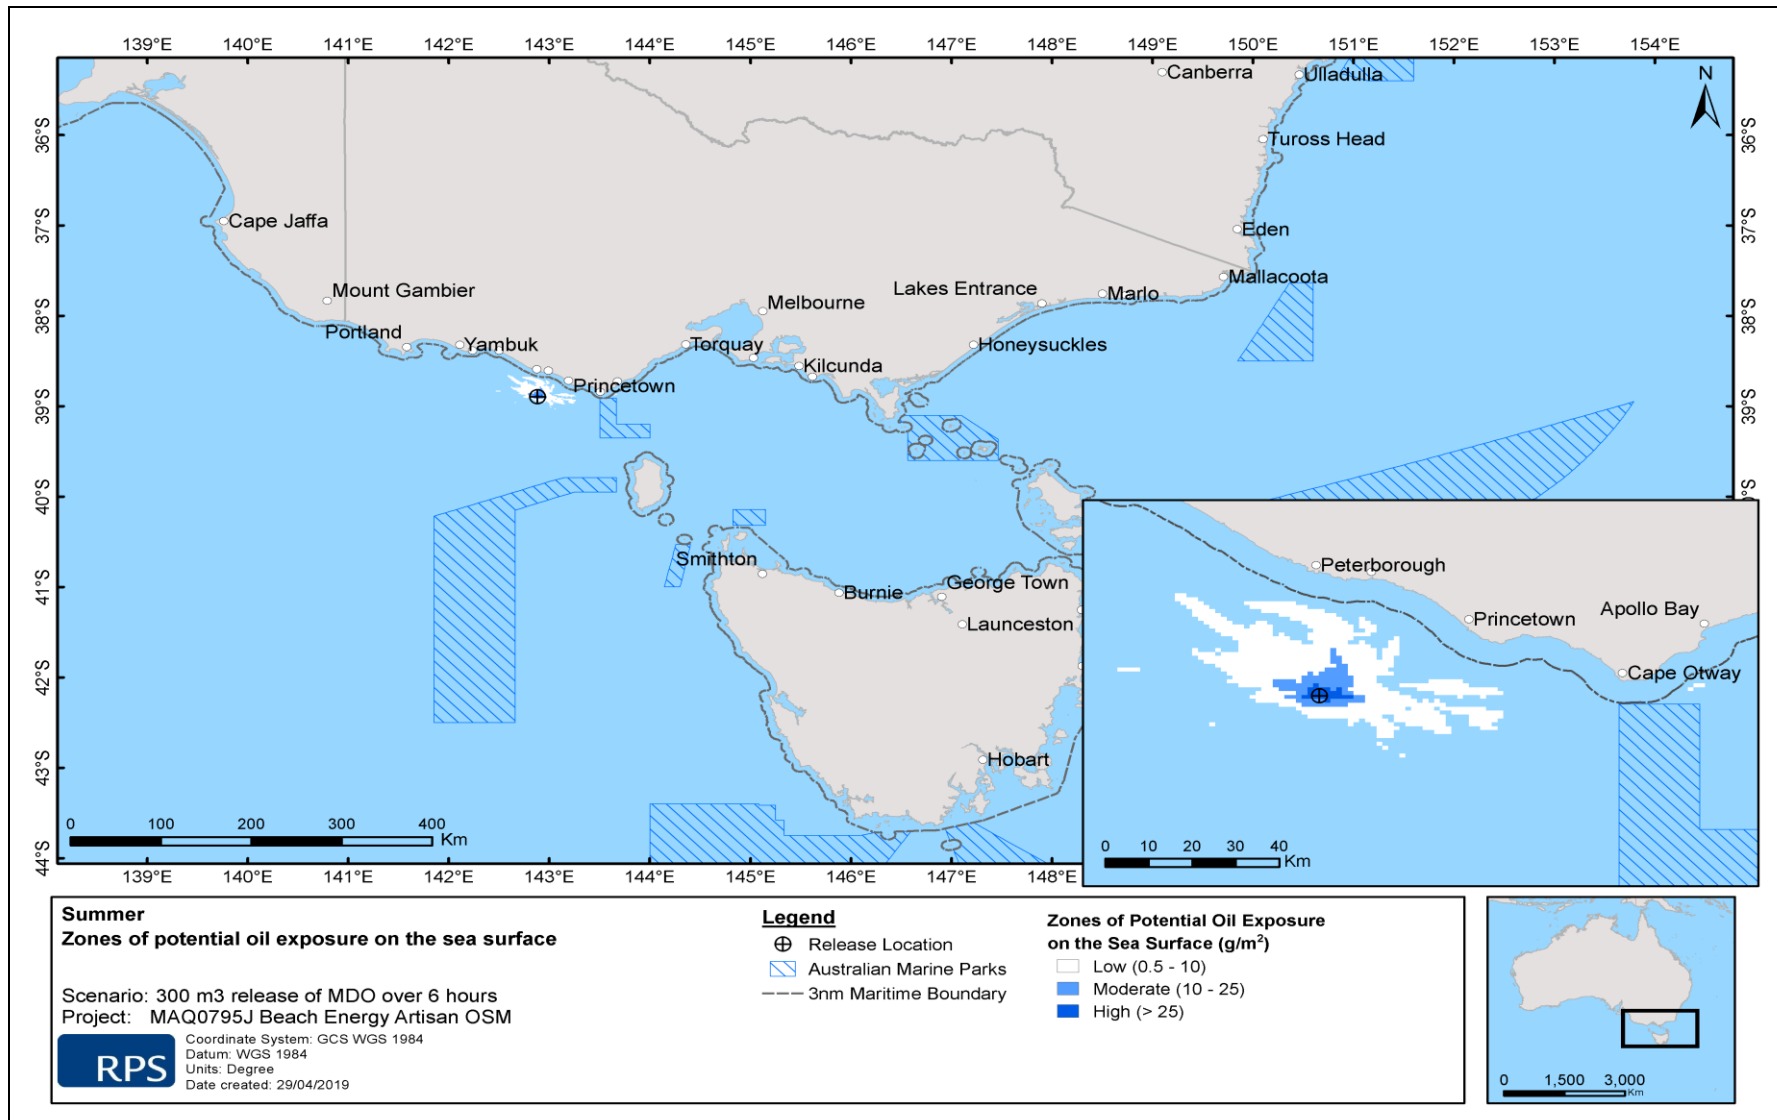 139°E 140°E 141°E 142°E 143°E 144°E 145°E 146°E 147°E 148°E 149°E 150°E 151°E 152°E 153°E 154°E
Canberra
Ulladulla
N
36°S
Tuross Head
36°S
37°S
Cape Jaffa
Eden
37°S
Mallacoota
Mount Gambier
Lakes Entrance
Marlo
Melbourne
38°S
38°S
Portland
Yambuk
Torquay
Honeysuckles
Kilcunda
Princetown
39°S
39°S
40°S
Smithton
41°S
Burnie
George Town
Launceston
42°S
Hobart
43°S
44°S
0 100 200 300 400
Km
139°E 140°E 141°E 142°E 143°E 144°E 145°E 146°E 147°E 148°E
Peterborough
Princetown
Apollo Bay
Cape Otway
0 10 20 30 40
Km
Summer
Zones of potential oil exposure on the sea surface
Scenario: 300 m3 release of MDO over 6 hours
Project: MAQ0795J Beach Energy Artisan OSM
RPS
Coordinate System: GCS WGS 1984
Datum: WGS 1984
Units: Degree
Date created: 29/04/2019
Legend
Release Location
Australian Marine Parks
3nm Maritime Boundary
Zones of Potential Oil Exposure
on the Sea Surface (g/m²)
Low (0.5 - 10)
Moderate (10 - 25)
High (> 25)
0 1,500 3,000
Km